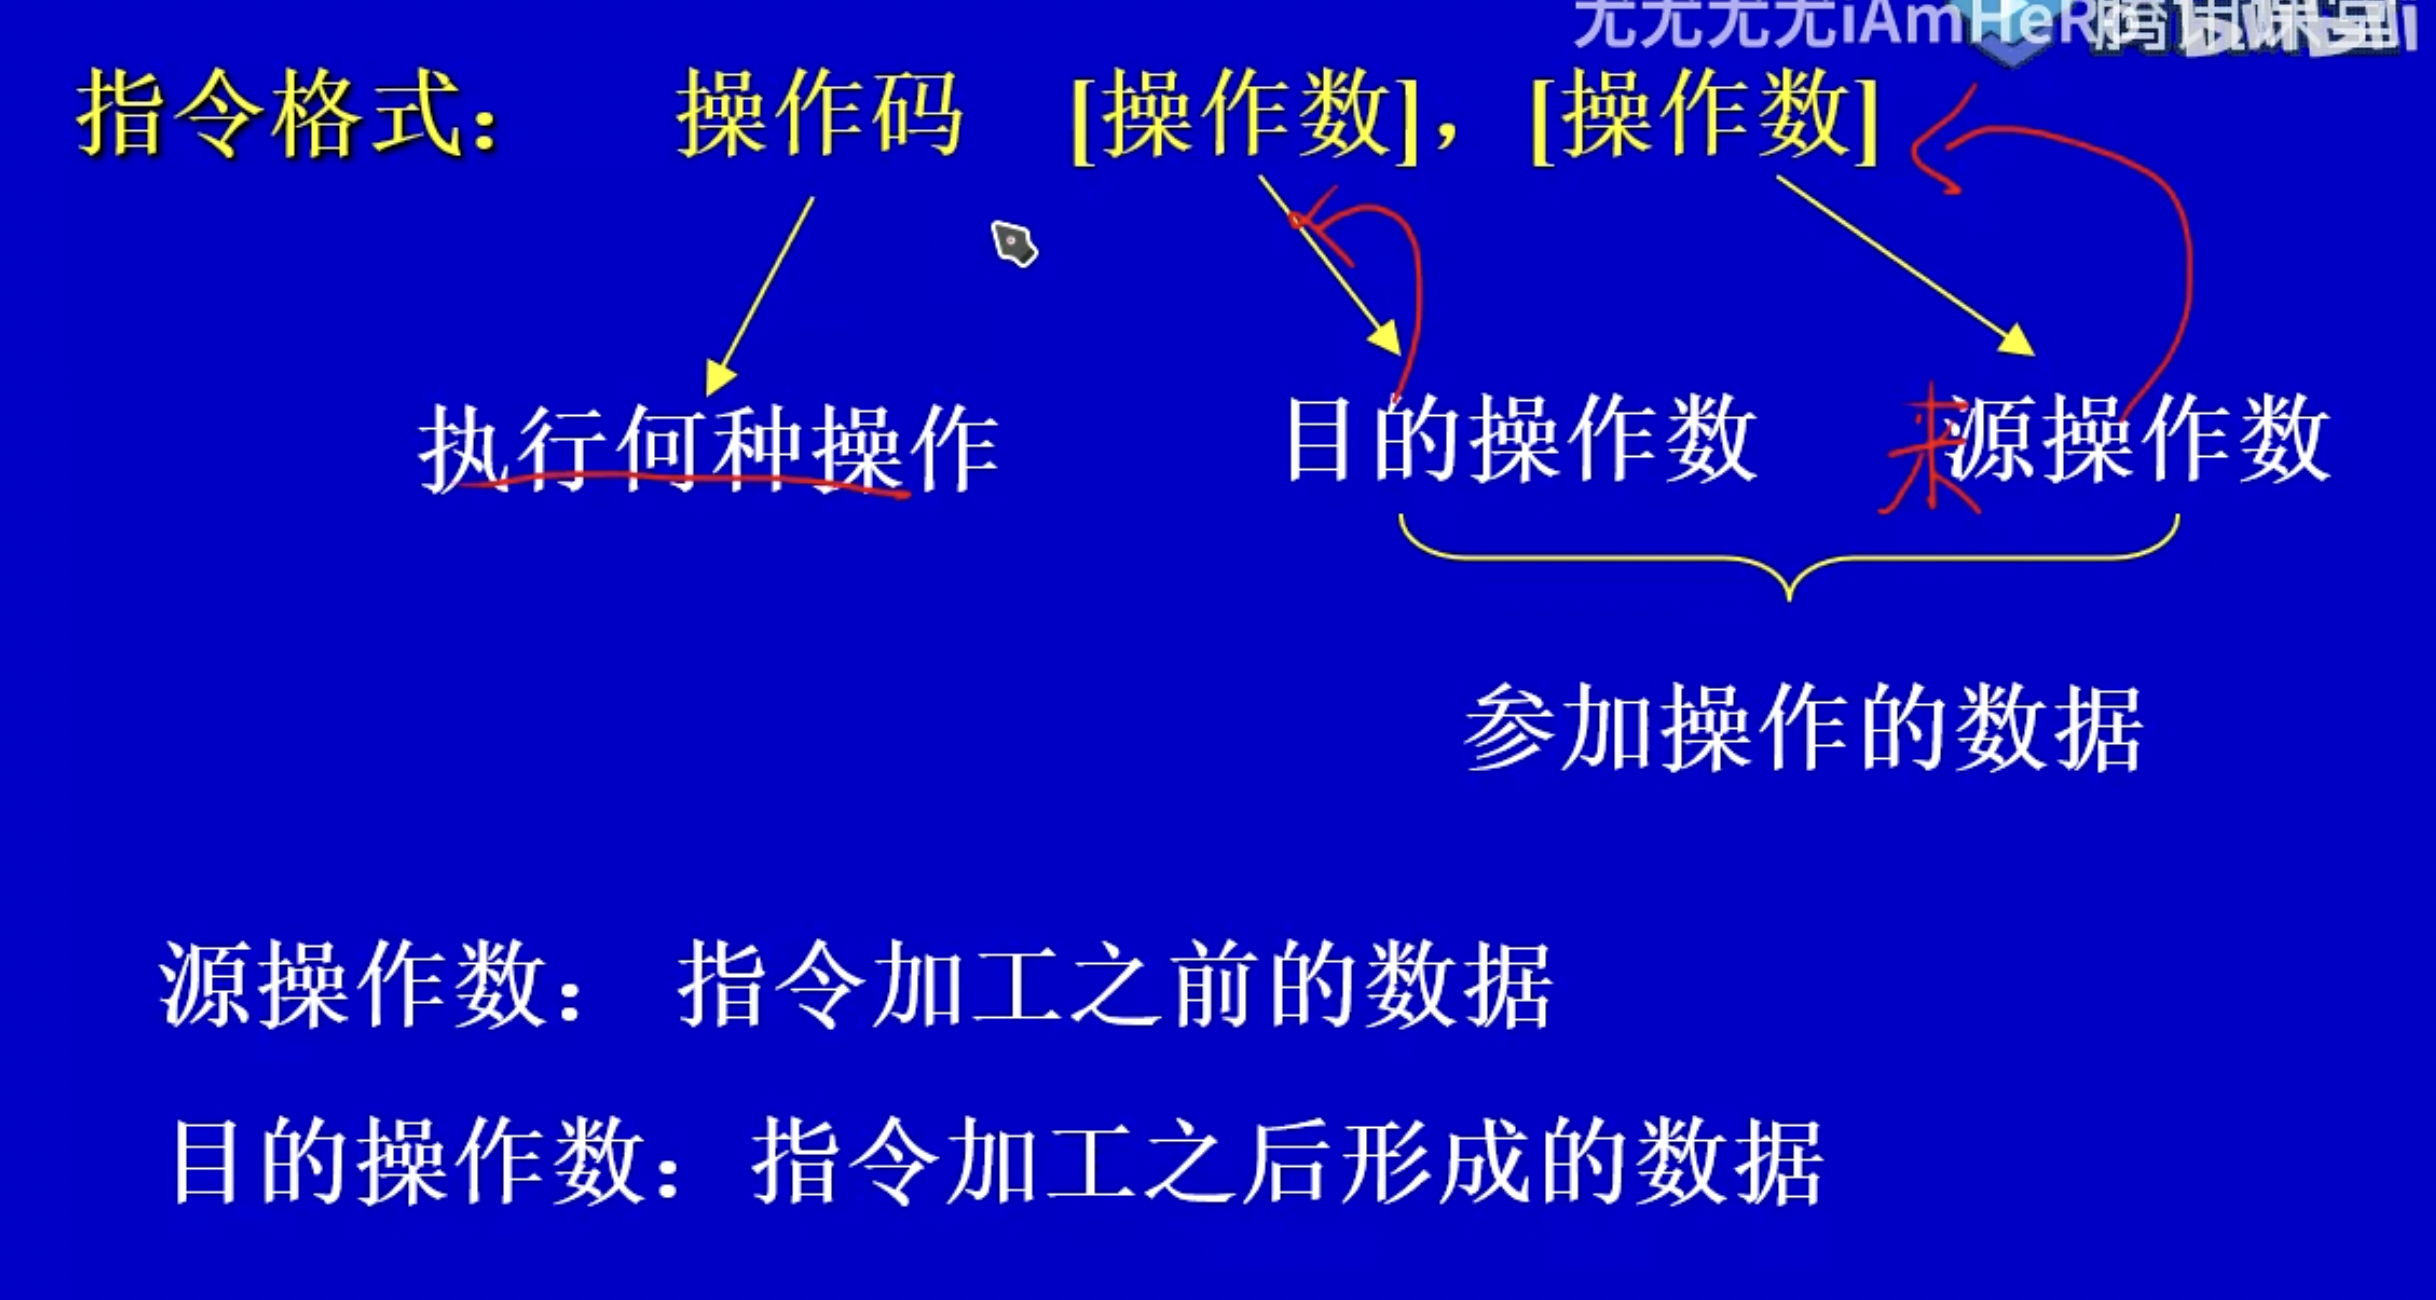 无无无无iAmHeR 腾讯课堂
指令格式： 操作码 [操作数]，[操作数]
执行何种操作 目的操作数 来源操作数
参加操作的数据
源操作数： 指令加工之前的数据
目的操作数：指令加工之后形成的数据